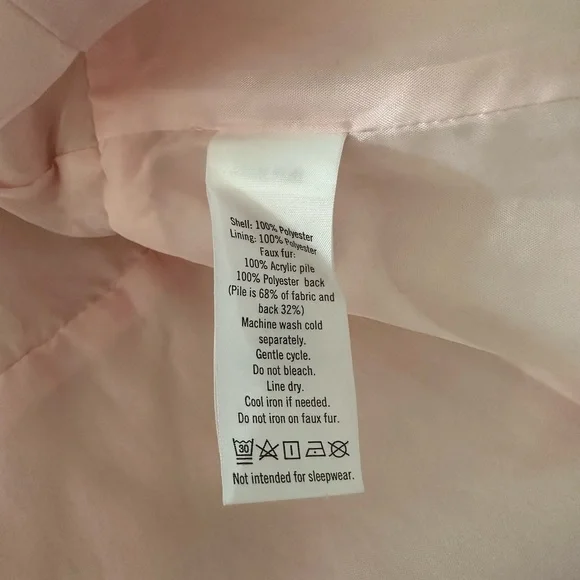 Shell: 100% Polyester
Lining: 100% Polyester
Faux fur:
100% Acrylic pile
100% Polyester back
(Pile is 68% of fabric and
back 32%)
Machine wash cold
separately.
Gentle cycle.
Do not bleach.
Line dry.
Cool iron if needed.
Do not iron on faux fur.
30
Not intended for sleepwear.